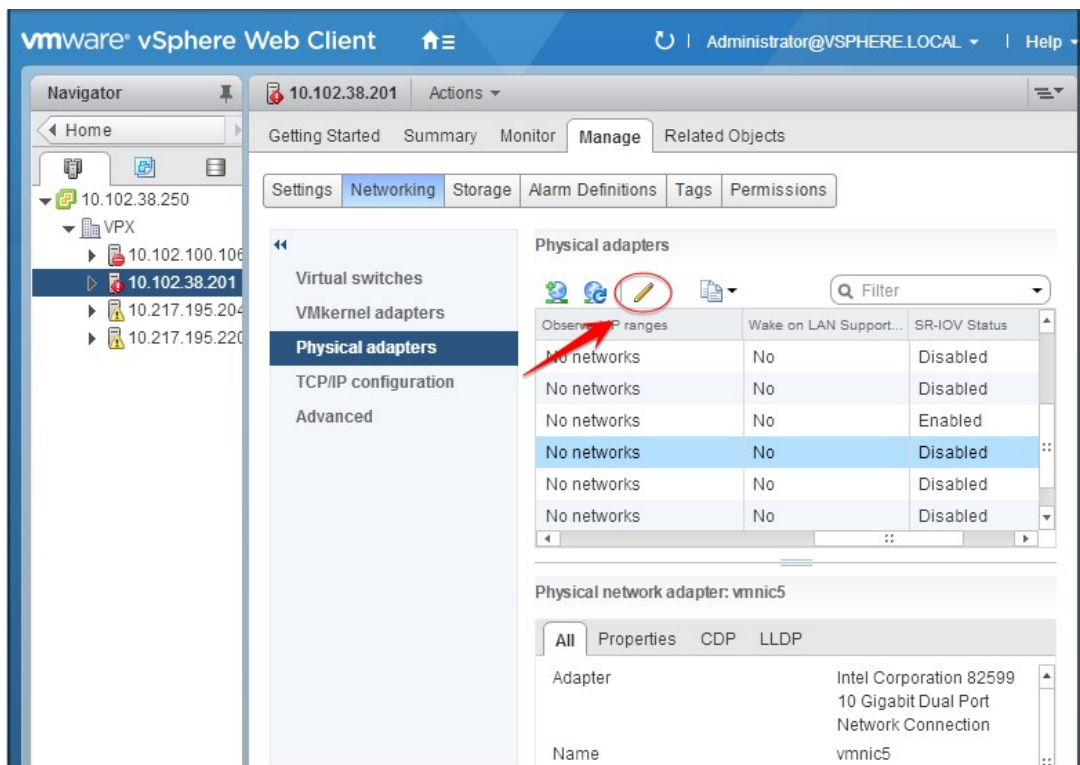 vmware® vSphere Web Client
Administrator@VSPHERE.LOCAL
Help
Navigator
Home
10.102.38.250
VPX
10.102.100.106
10.102.38.201
10.217.195.204
10.217.195.220
10.102.38.201 Actions
Getting Started Summary Monitor Manage Related Objects
Settings Networking Storage Alarm Definitions Tags Permissions
Virtual switches
VMkernel adapters
Physical adapters
TCP/IP configuration
Advanced
Physical adapters
Filter
ranges Wake on LAN Support... SR-IOV Status
No networks No Disabled
No networks No Disabled
No networks No Enabled
No networks No Disabled
No networks No Disabled
No networks No Disabled
Physical network adapter: vmnic5
All Properties CDP LLDP
Adapter Intel Corporation 82599
10 Gigabit Dual Port
Network Connection
Name vmnic5